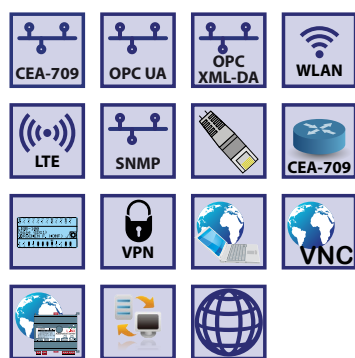 CEA-709
OPC UA
OPC
XML-DA
WLAN
LTE
SNMP
CEA-709
VPN
VNC